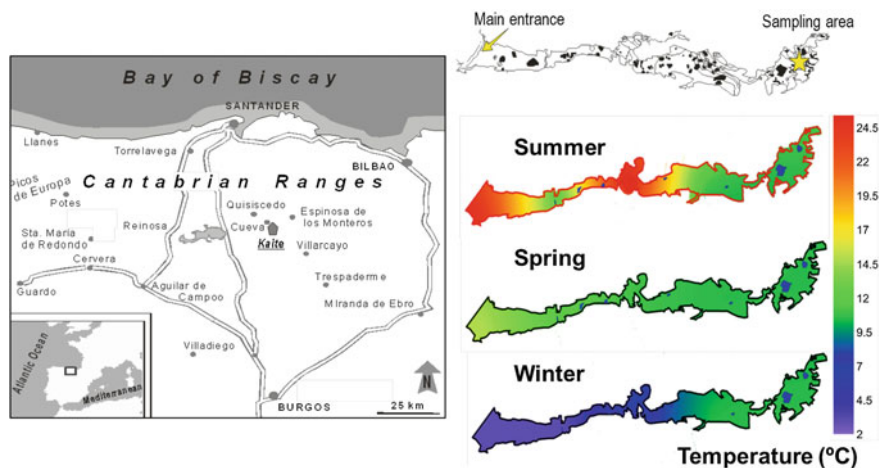 Bay of Biscay
SANTANDER
Llanes
Torrelavega
BILBAO
Picos
de Europa
Cantabrian Ranges
Potes
Quisiscedo
Espinosa de
los Monteros
Reinosa
Cueva
Sta. María
de Redondo
Kaite
Villarcayo
Cervera
Trespaderme
Guardo
Aguilar de
Campoo
MIranda de Ebro
Villadiego
Atlantic Ocean
Mediterranean
N
BURGOS
25 km
Main entrance
Sampling area
Summer
Spring
Winter
24.5
22
19.5
17
14.5
12
9.5
7
4.5
2
Temperature (ºC)